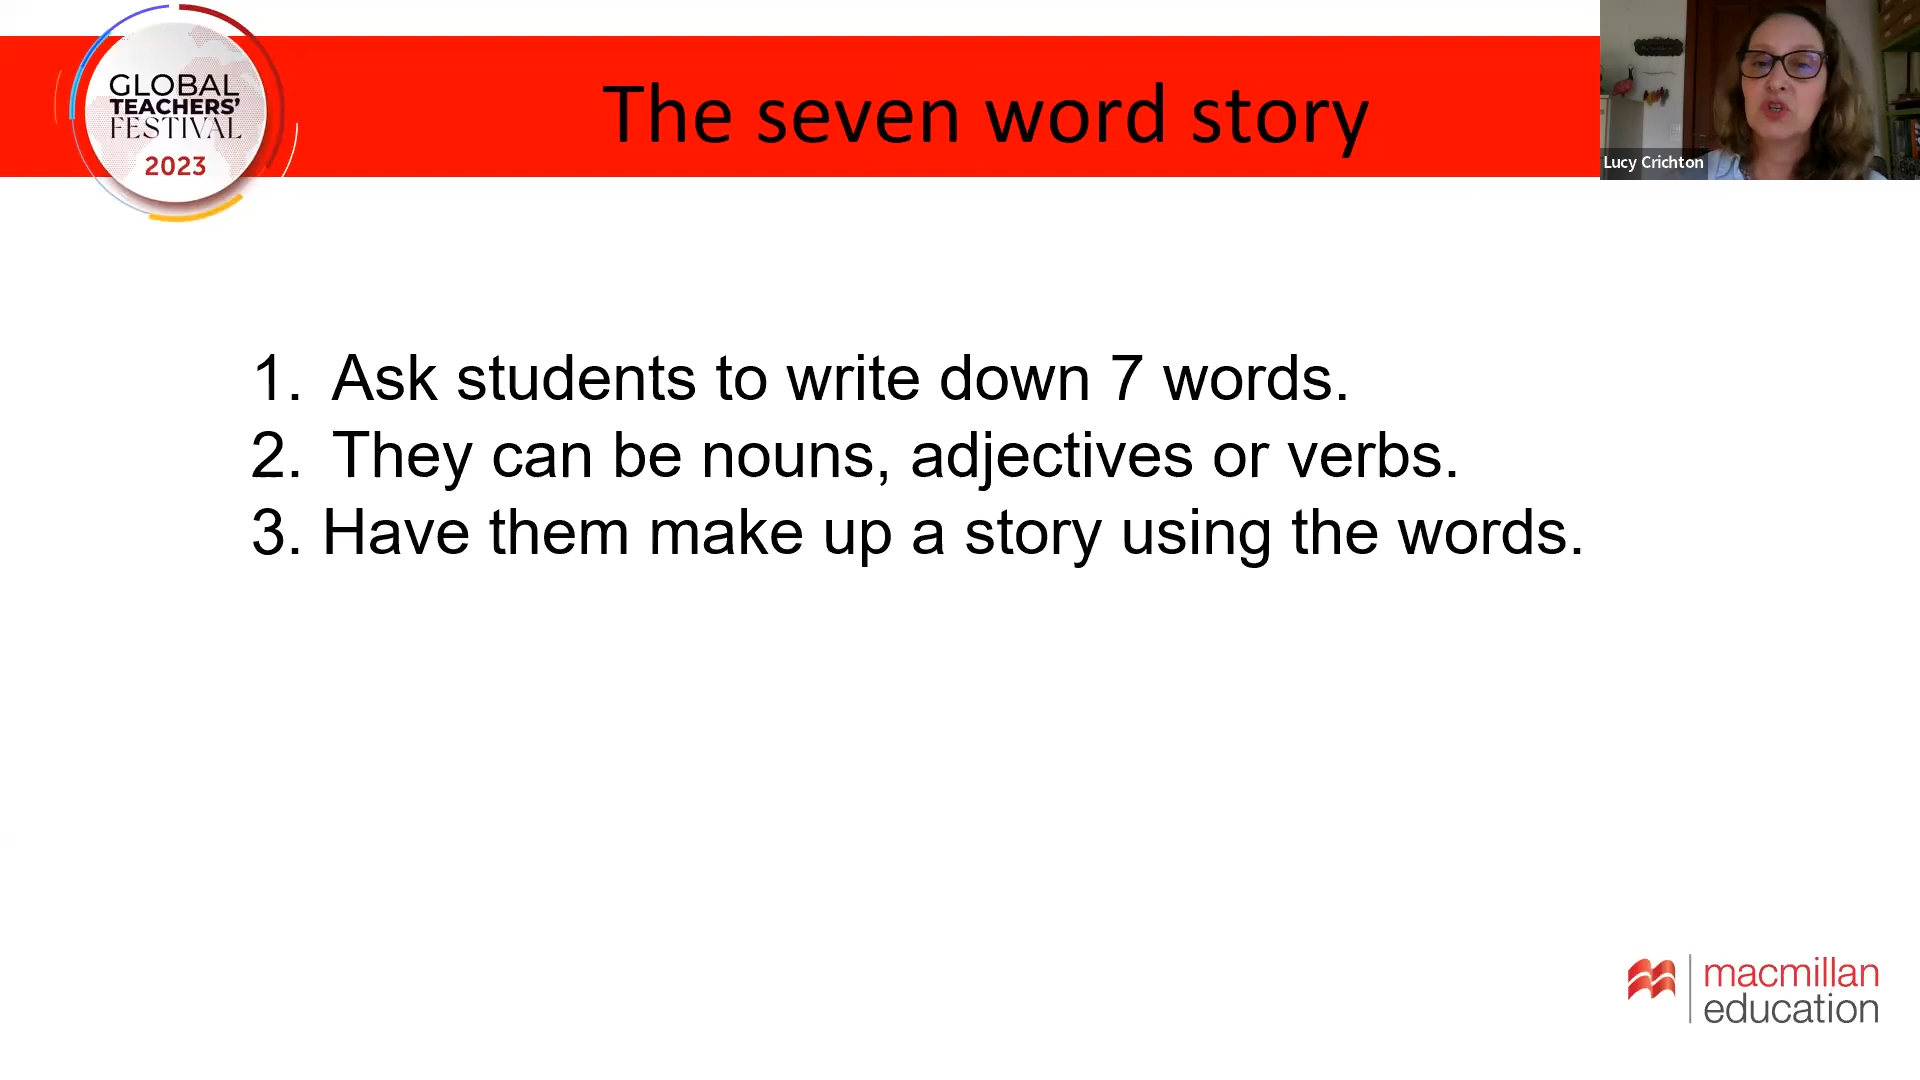 GLOBAL
TEACHERS'
FESTIVAL
2023
The seven word story
Lucy Crichton
1. Ask students to write down 7 words.
2. They can be nouns, adjectives or verbs.
3. Have them make up a story using the words.
macmillan
education